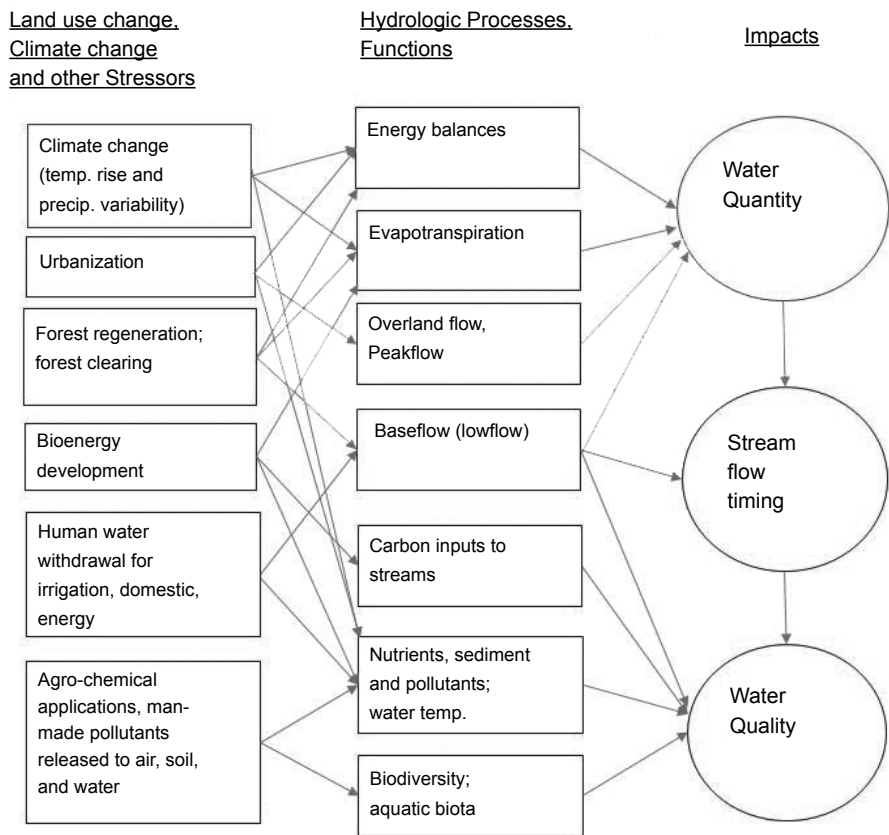 Land use change,
Climate change
and other Stressors
Hydrologic Processes,
Functions
Impacts
Climate change
(temp. rise and
precip. variability)
Urbanization
Forest regeneration;
forest clearing
Bioenergy
development
Human water
withdrawal for
irrigation, domestic,
energy
Agro-chemical
applications, man-
made pollutants
released to air, soil,
and water
Energy balances
Evapotranspiration
Overland flow,
Peakflow
Baseflow (lowflow)
Carbon inputs to
streams
Nutrients, sediment
and pollutants;
water temp.
Biodiversity;
aquatic biota
Water
Quantity
Stream
flow
timing
Water
Quality